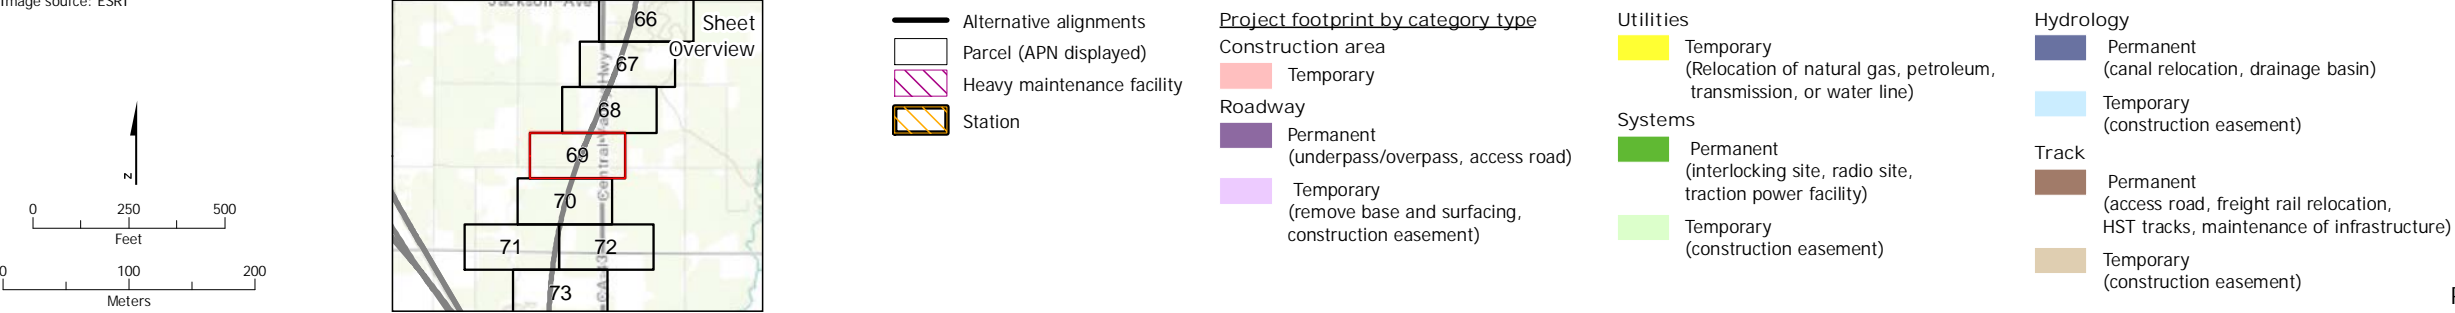 Image source: ESRI
N
0 250 500
Feet
0 100 200
Meters
Jackson Ave
Sheet
Overview
66
67
68
69
70
71 72
73
Alternative alignments
Parcel (APN displayed)
Heavy maintenance facility
Station
Project footprint by category type
Construction area
Temporary
Roadway
Permanent
(underpass/overpass, access road)
Temporary
(remove base and surfacing,
construction easement)
Utilities
Temporary
(Relocation of natural gas, petroleum,
transmission, or water line)
Systems
Permanent
(interlocking site, radio site,
traction power facility)
Temporary
(construction easement)
Hydrology
Permanent
(canal relocation, drainage basin)
Temporary
(construction easement)
Track
Permanent
(access road, freight rail relocation,
HST tracks, maintenance of infrastructure)
Temporary
(construction easement)